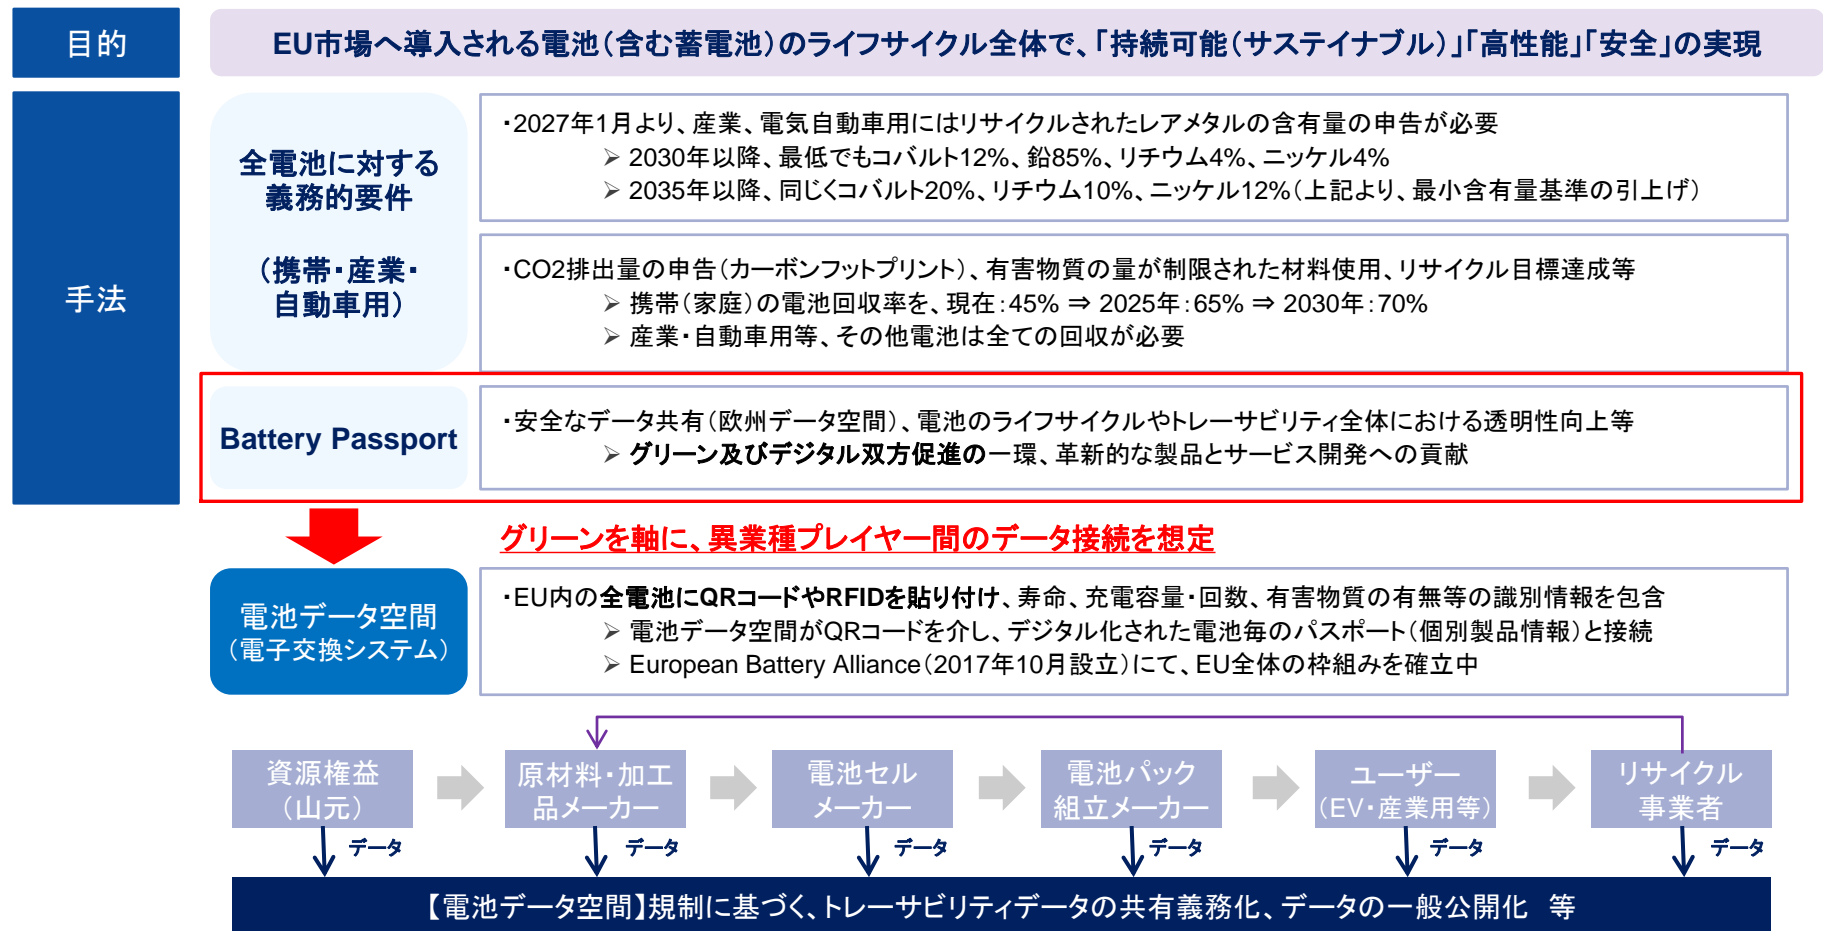 目的
EU市場へ導入される電池（含む蓄電池）のライフサイクル全体で、「持続可能（サステイナブル）」「高性能」「安全」の実現
手法
全電池に対する
義務的要件
（携帯・産業・
自動車用）
・2027年1月より、産業、電気自動車用にはリサイクルされたレアメタルの含有量の申告が必要
➢ 2030年以降、最低でもコバルト12%、鉛85%、リチウム4%、ニッケル4%
➢ 2035年以降、同じくコバルト20%、リチウム10%、ニッケル12%（上記より、最小含有量基準の引上げ）
・CO2排出量の申告（カーボンフットプリント）、有害物質の量が制限された材料使用、リサイクル目標達成等
➢ 携帯（家庭）の電池回収率を、現在：45% ⇒ 2025年：65% ⇒ 2030年：70%
➢ 産業・自動車用等、その他電池は全ての回収が必要
Battery Passport
・安全なデータ共有（欧州データ空間）、電池のライフサイクルやトレーサビリティ全体における透明性向上等
➢ グリーン及びデジタル双方促進の一環、革新的な製品とサービス開発への貢献
グリーンを軸に、異業種プレイヤー間のデータ接続を想定
電池データ空間
（電子交換システム）
・EU内の全電池にQRコードやRFIDを貼り付け、寿命、充電容量・回数、有害物質の有無等の識別情報を包含
➢ 電池データ空間がQRコードを介し、デジタル化された電池毎のパスポート（個別製品情報）と接続
➢ European Battery Alliance（2017年10月設立）にて、EU全体の枠組みを確立中
資源権益
（山元）
原材料・加工
品メーカー
電池セル
メーカー
電池パック
組立メーカー
ユーザー
（EV・産業用等）
リサイクル
事業者
データ
データ
データ
データ
データ
データ
【電池データ空間】規制に基づく、トレーサビリティデータの共有義務化、データの一般公開化　等